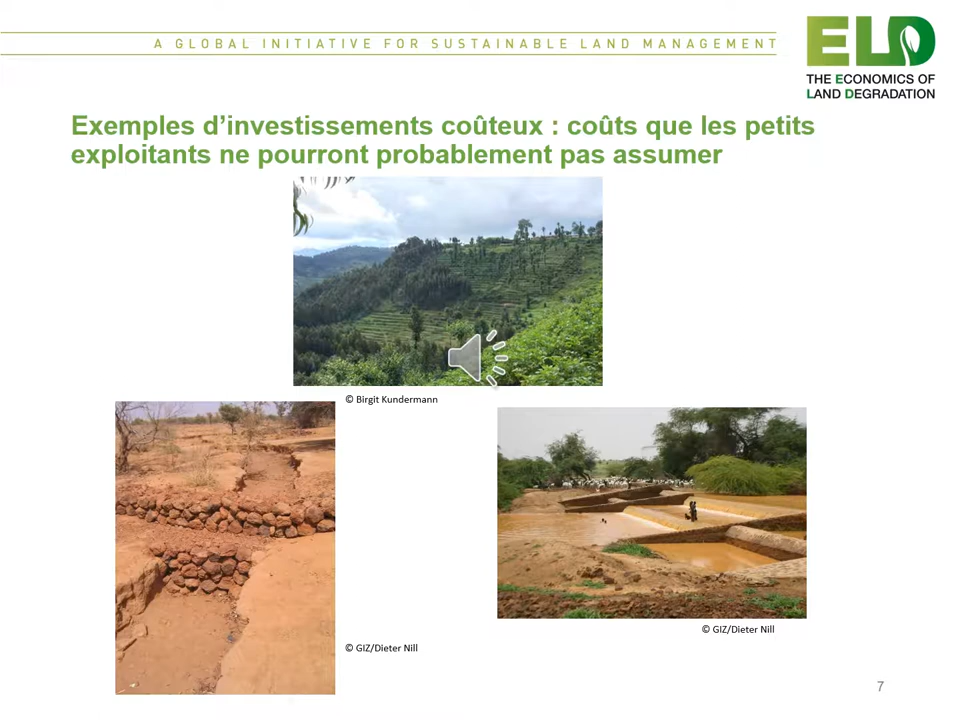 A GLOBAL INITIATIVE FOR SUSTAINABLE LAND MANAGEMENT
ELD
THE ECONOMICS OF
LAND DEGRADATION
Exemples d’investissements coûteux : coûts que les petits
exploitants ne pourront probablement pas assumer
© Birgit Kundermann
© GIZ/Dieter Nill
© GIZ/Dieter Nill
7